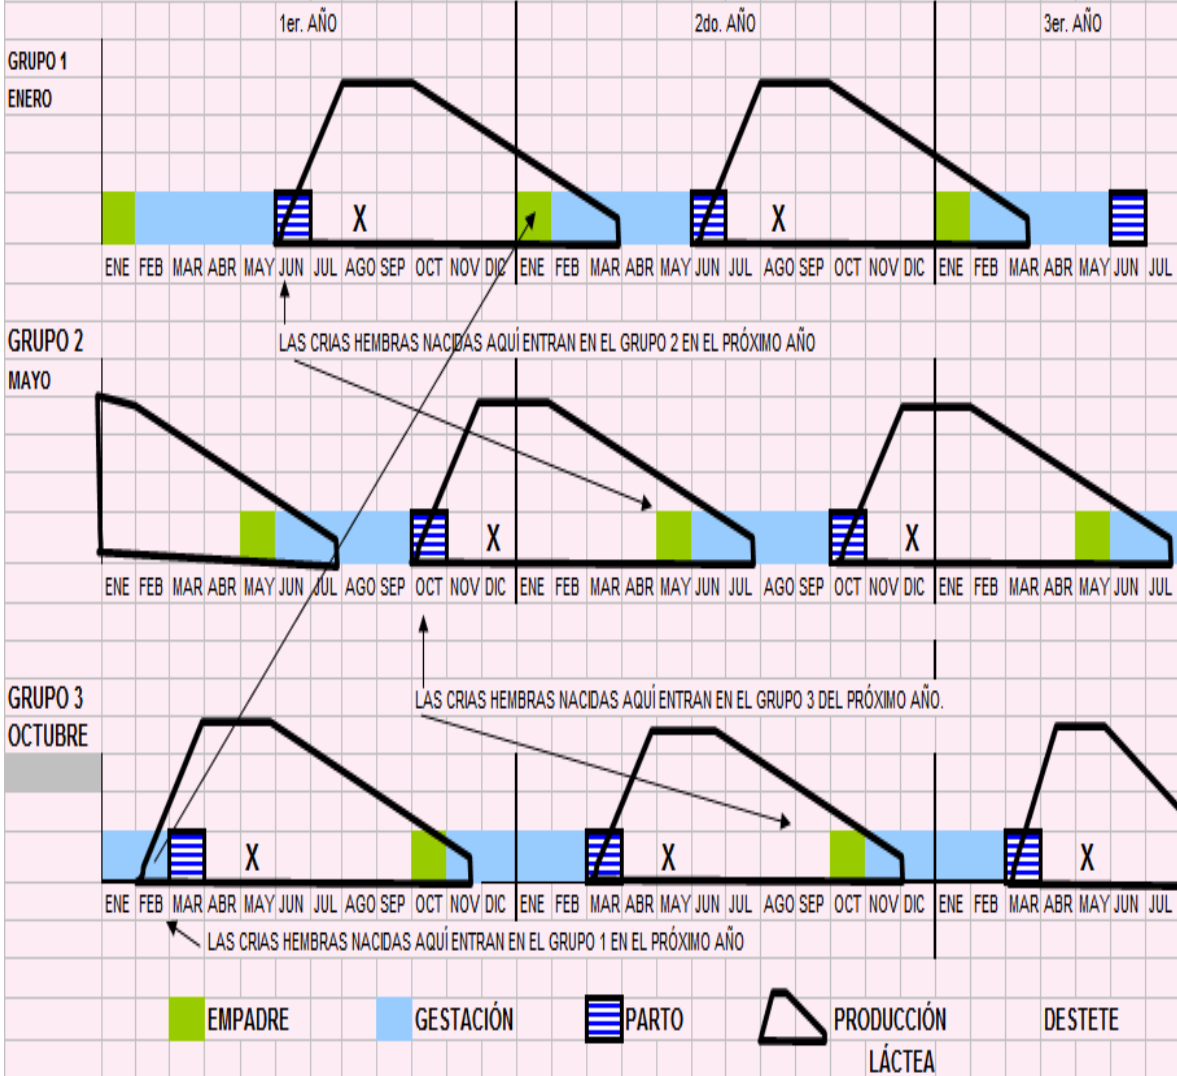 1er. AÑO 2do. AÑO 3er. AÑO
GRUPO 1
ENERO
X X
ENE FEB MAR ABR MAY JUN JUL AGO SEP OCT NOV DIC ENE FEB MAR ABR MAY JUN JUL AGO SEP OCT NOV DIC ENE FEB MAR ABR MAY JUN JUL
GRUPO 2
LAS CRIAS HEMBRAS NACIDAS AQUÍ ENTRAN EN EL GRUPO 2 EN EL PRÓXIMO AÑO
MAYO
X X
ENE FEB MAR ABR MAY JUN JUL AGO SEP OCT NOV DIC ENE FEB MAR ABR MAY JUN JUL AGO SEP OCT NOV DIC ENE FEB MAR ABR MAY JUN JUL
GRUPO 3
LAS CRIAS HEMBRAS NACIDAS AQUÍ ENTRAN EN EL GRUPO 3 DEL PRÓXIMO AÑO.
OCTUBRE
X X X
ENE FEB MAR ABR MAY JUN JUL AGO SEP OCT NOV DIC ENE FEB MAR ABR MAY JUN JUL AGO SEP OCT NOV DIC ENE FEB MAR ABR MAY JUN JUL
LAS CRIAS HEMBRAS NACIDAS AQUÍ ENTRAN EN EL GRUPO 1 EN EL PRÓXIMO AÑO
EMPADRE GESTACIÓN PARTO PRODUCCIÓN DESTETE
LÁCTEA